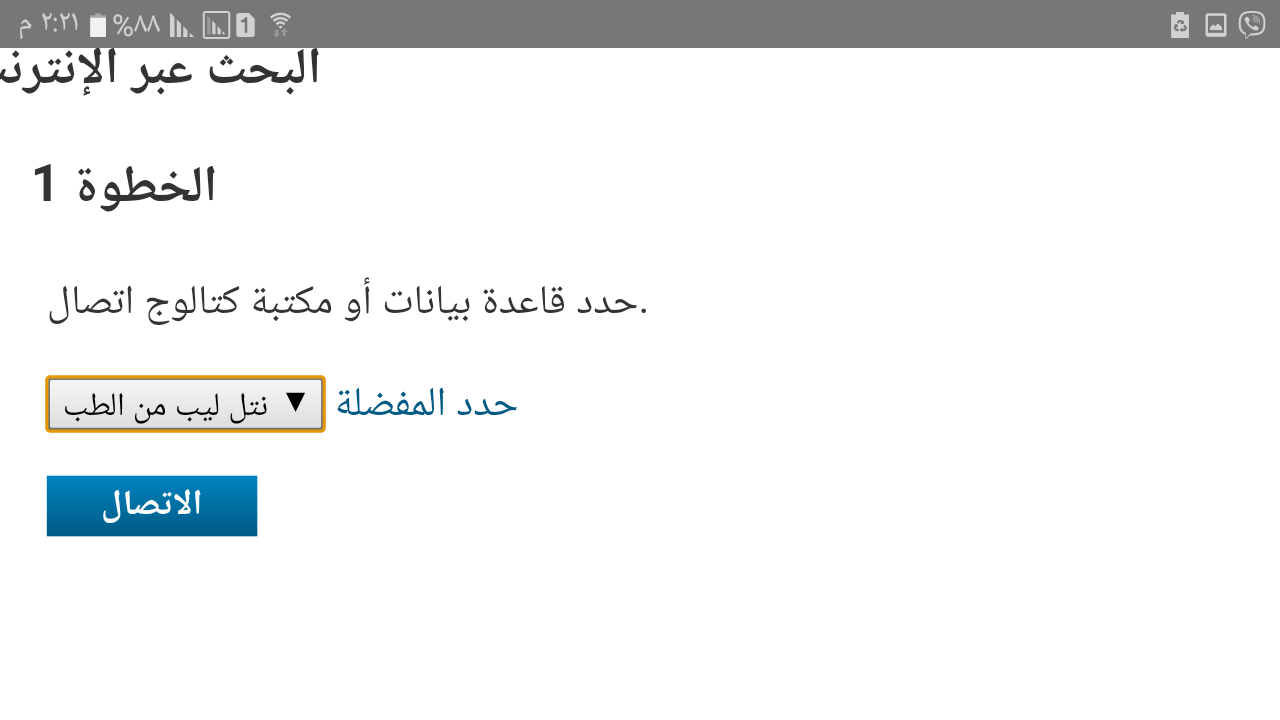 ٢:٢١ م ٨٨% 1
البحث عبر
الخطوة 1
حدد قاعدة بيانات أو مكتبة كتالوج اتصال.
نتل ليب من الطب ▼ حدد المفضلة
الاتصال